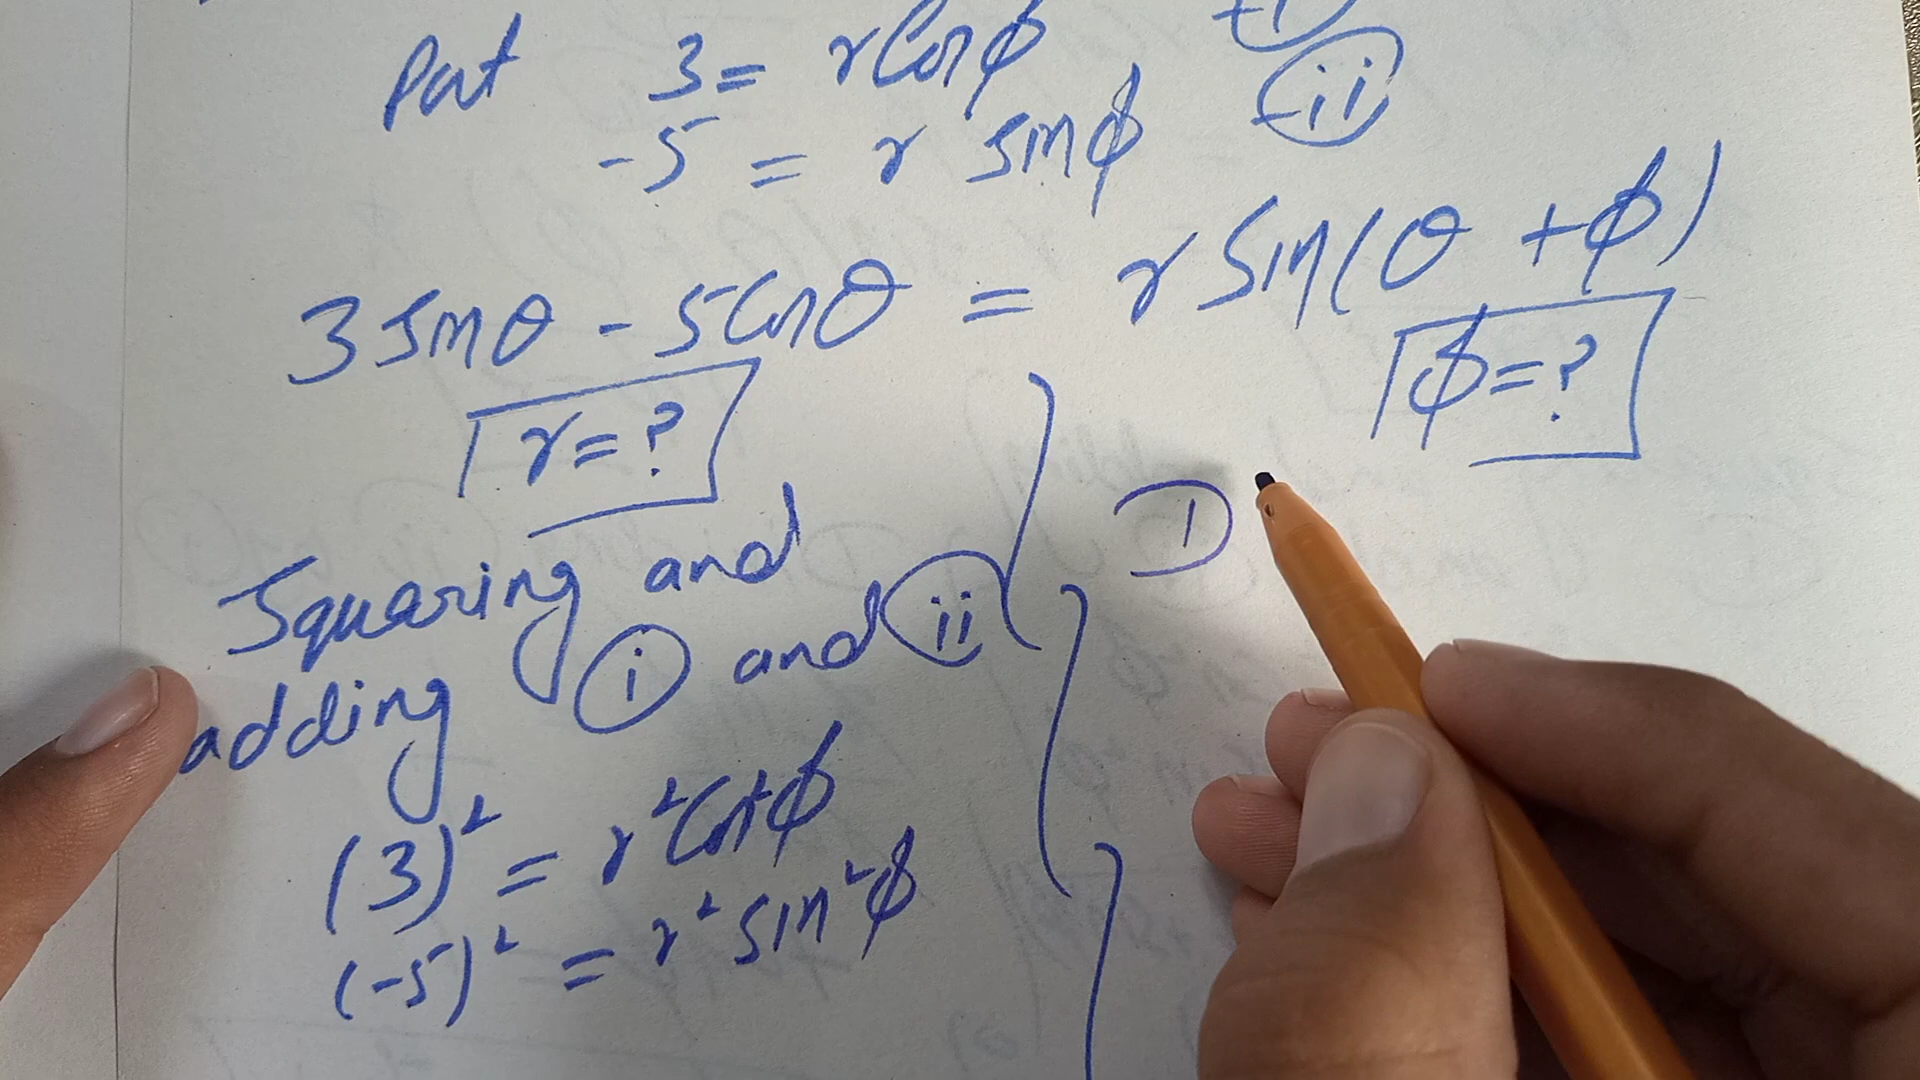 Put 3 = r Cos ϕ
-5 = r sin ϕ -(ii)
3 sin θ - 5 Cos θ = r Sin(θ + ϕ)
r = ?
ϕ = ?
Squaring and
adding (i) and (ii)
(3)² = r² Cos² ϕ
(-5)² = r² sin² ϕ
Di